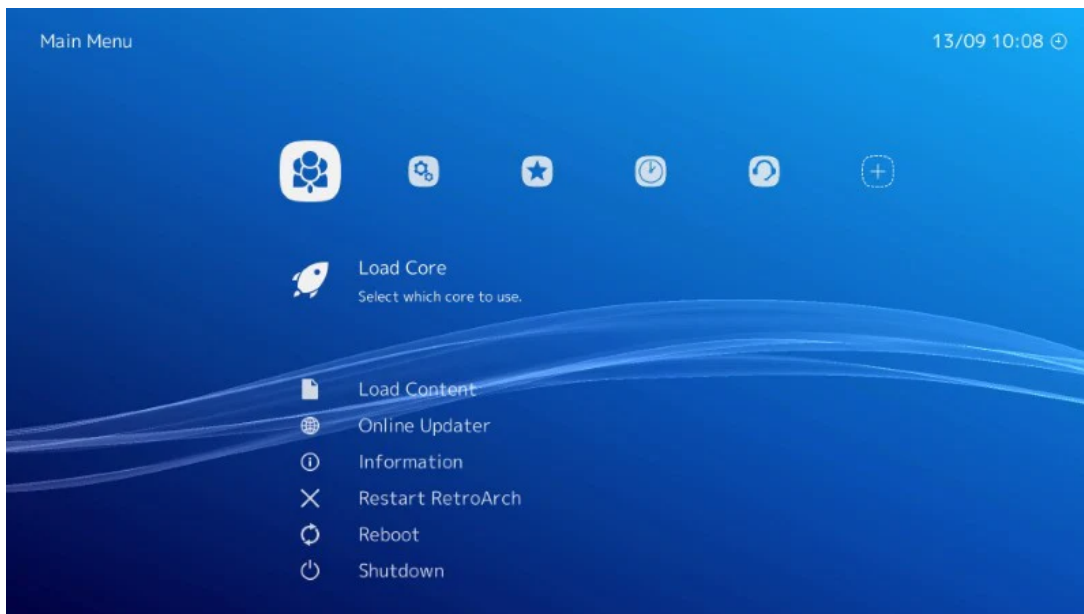 Main Menu
13/09 10:08
Load Core
Select which core to use.
Load Content
Online Updater
Information
Restart RetroArch
Reboot
Shutdown